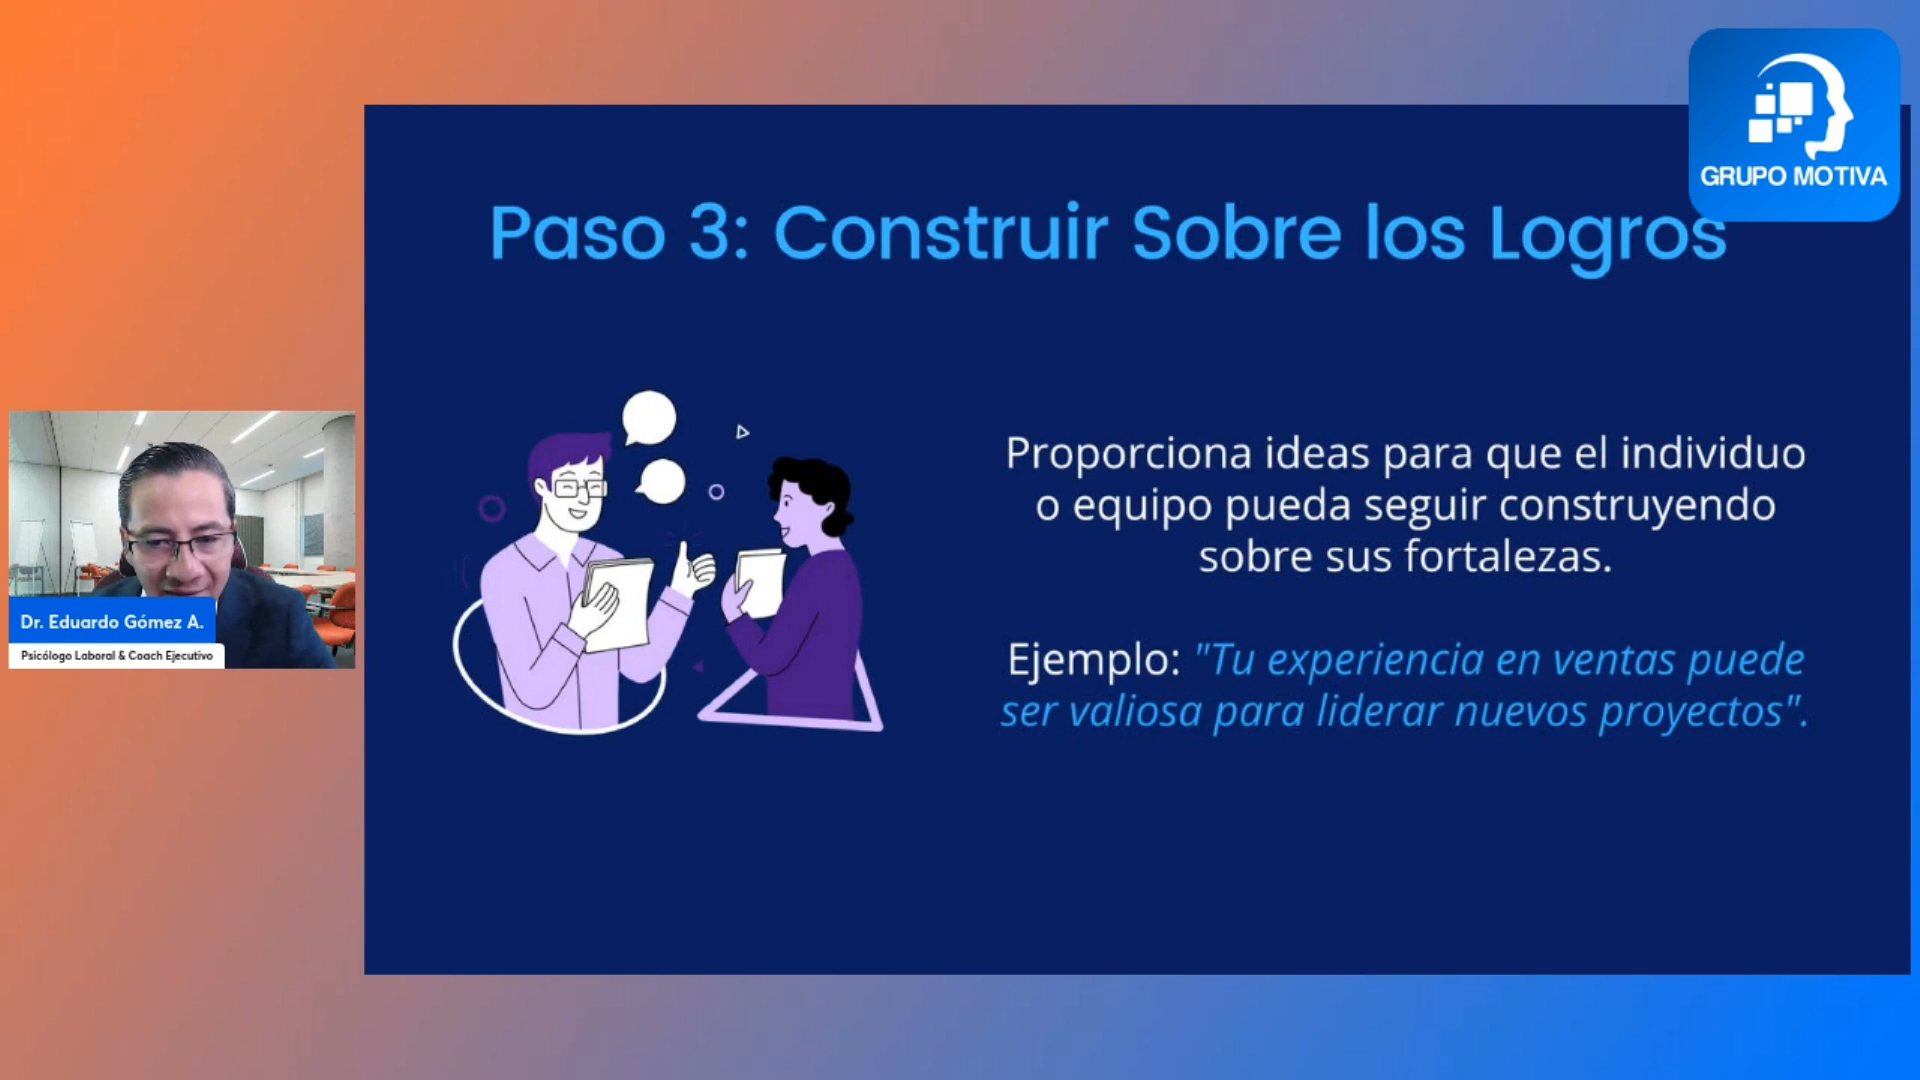 GRUPO MOTIVA
Paso 3: Construir Sobre los Logros
Proporciona ideas para que el individuo
o equipo pueda seguir construyendo
sobre sus fortalezas.
Ejemplo: "Tu experiencia en ventas puede
ser valiosa para liderar nuevos proyectos".
Dr. Eduardo Gómez A.
Psicólogo Laboral & Coach Ejecutivo